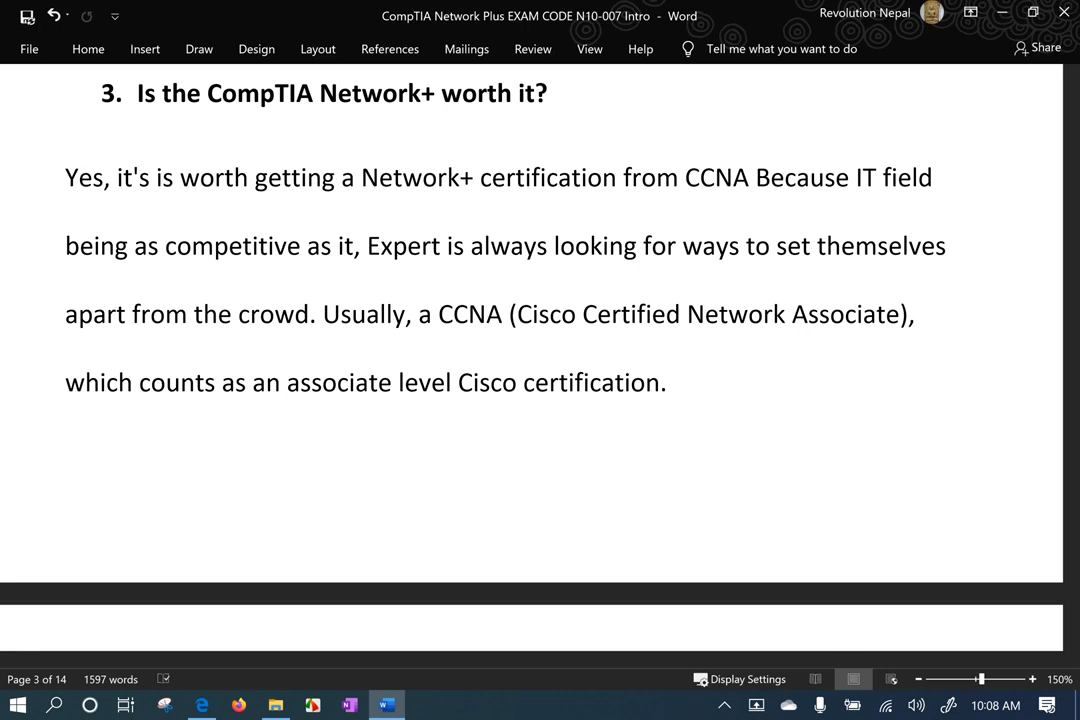 CompTIA Network Plus EXAM CODE N10-007 Intro - Word
Revolution Nepal
File Home Insert Draw Design Layout References Mailings Review View Help Tell me what you want to do Share
3. Is the CompTIA Network+ worth it?
Yes, it's is worth getting a Network+ certification from CCNA Because IT field
being as competitive as it, Expert is always looking for ways to set themselves
apart from the crowd. Usually, a CCNA (Cisco Certified Network Associate),
which counts as an associate level Cisco certification.
Page 3 of 14 1597 words Display Settings 150%
10:08 AM